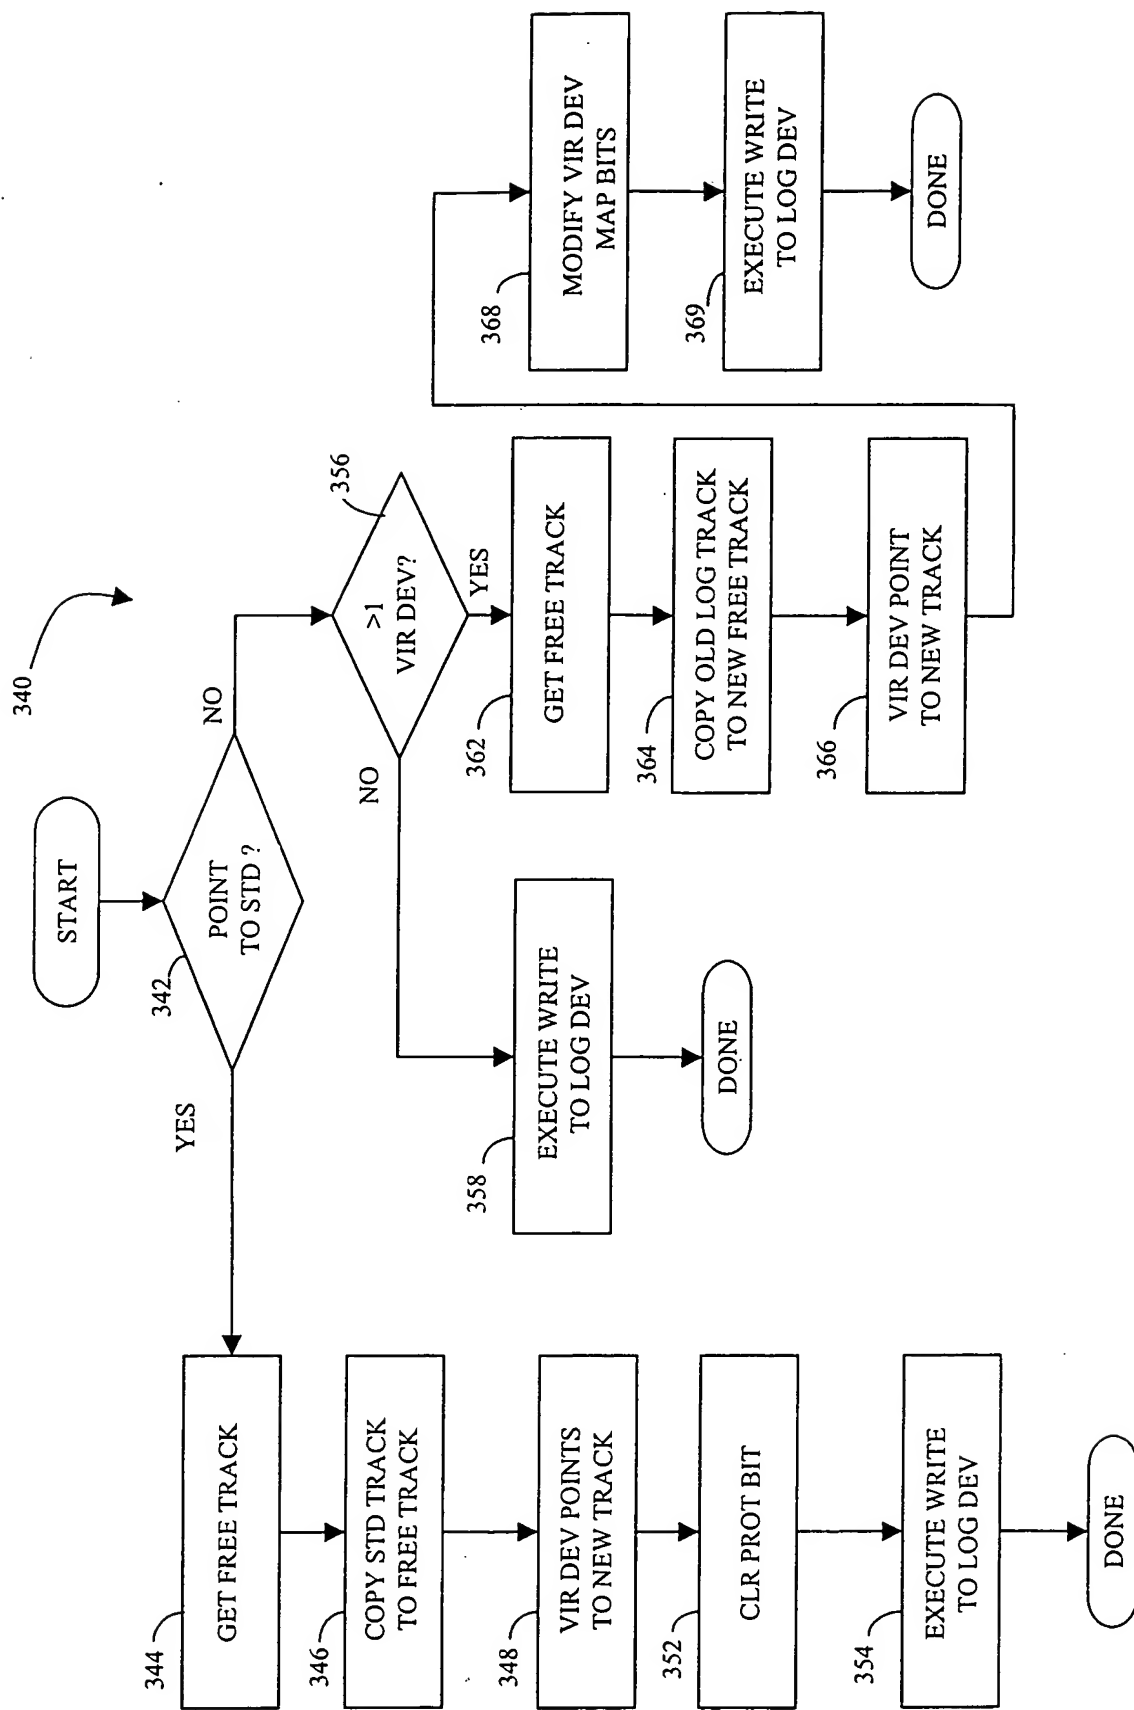 340
START
342
POINT
TO STD ?
YES
NO
344
GET FREE TRACK
346
COPY STD TRACK
TO FREE TRACK
348
VIR DEV POINTS
TO NEW TRACK
352
CLR PROT BIT
354
EXECUTE WRITE
TO LOG DEV
DONE
356
>1
VIR DEV?
NO
YES
358
EXECUTE WRITE
TO LOG DEV
DONE
362
GET FREE TRACK
364
COPY OLD LOG TRACK
TO NEW FREE TRACK
366
VIR DEV POINT
TO NEW TRACK
368
MODIFY VIR DEV
MAP BITS
369
EXECUTE WRITE
TO LOG DEV
DONE